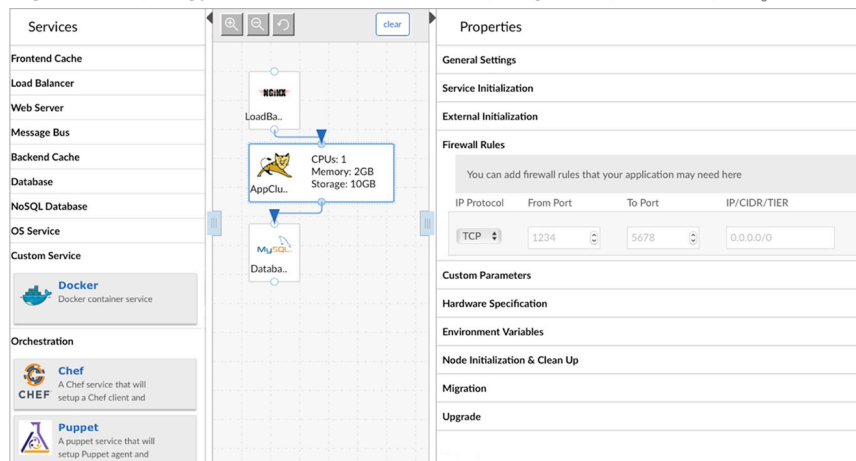 Services
Frontend Cache
Load Balancer
Web Server
Message Bus
Backend Cache
Database
NoSQL Database
OS Service
Custom Service
Docker
Docker container service
Orchestration
CHEF
Chef
A Chef service that will
setup a Chef client and
Puppet
A puppet service that will
setup Puppet agent and
clear
NGiNX
LoadBa..
AppClu..
CPUs: 1
Memory: 2GB
Storage: 10GB
MySQL
Databa..
Properties
General Settings
Service Initialization
External Initialization
Firewall Rules
You can add firewall rules that your application may need here
IP Protocol From Port To Port IP/CIDR/TIER
TCP 1234 5678 0.0.0.0/0
Custom Parameters
Hardware Specification
Environment Variables
Node Initialization & Clean Up
Migration
Upgrade